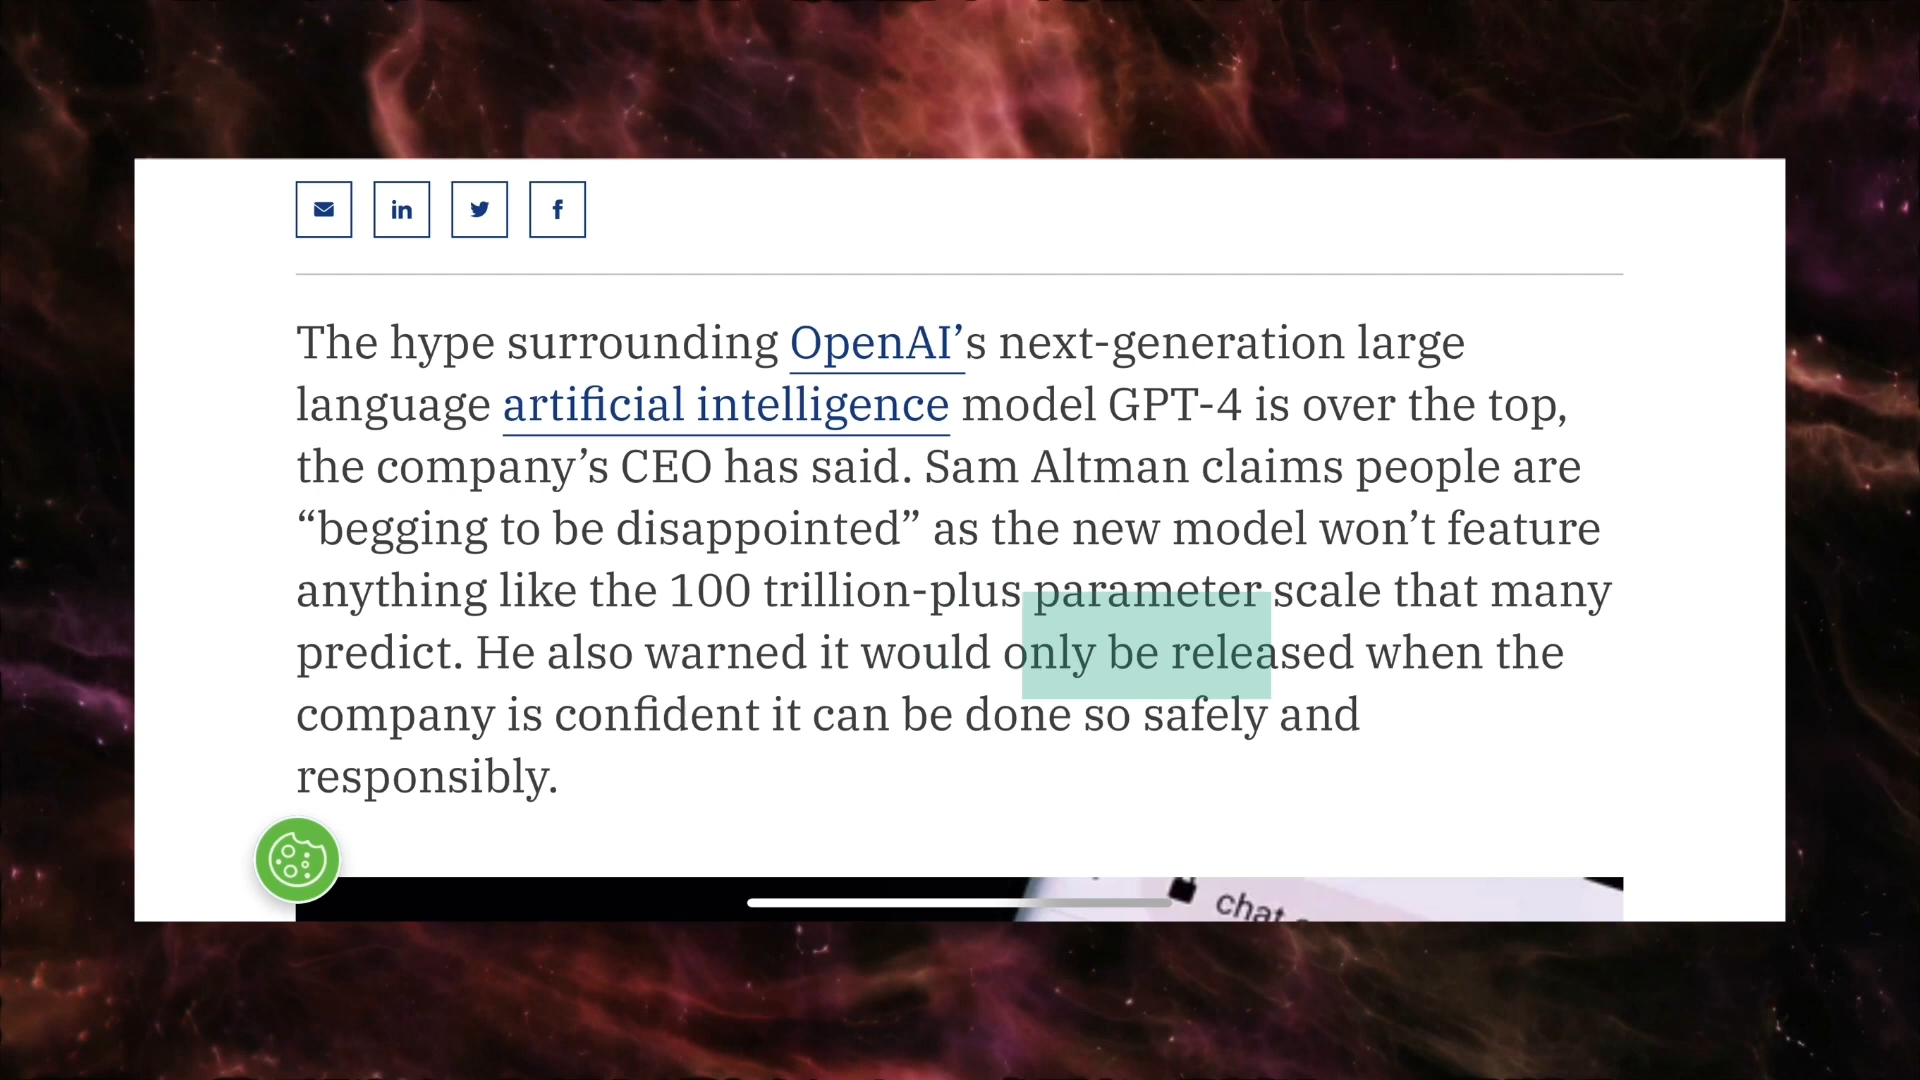 in
f
The hype surrounding OpenAI’s next-generation large
language artificial intelligence model GPT-4 is over the top,
the company’s CEO has said. Sam Altman claims people are
“begging to be disappointed” as the new model won’t feature
anything like the 100 trillion-plus parameter scale that many
predict. He also warned it would only be released when the
company is confident it can be done so safely and
responsibly.
chat